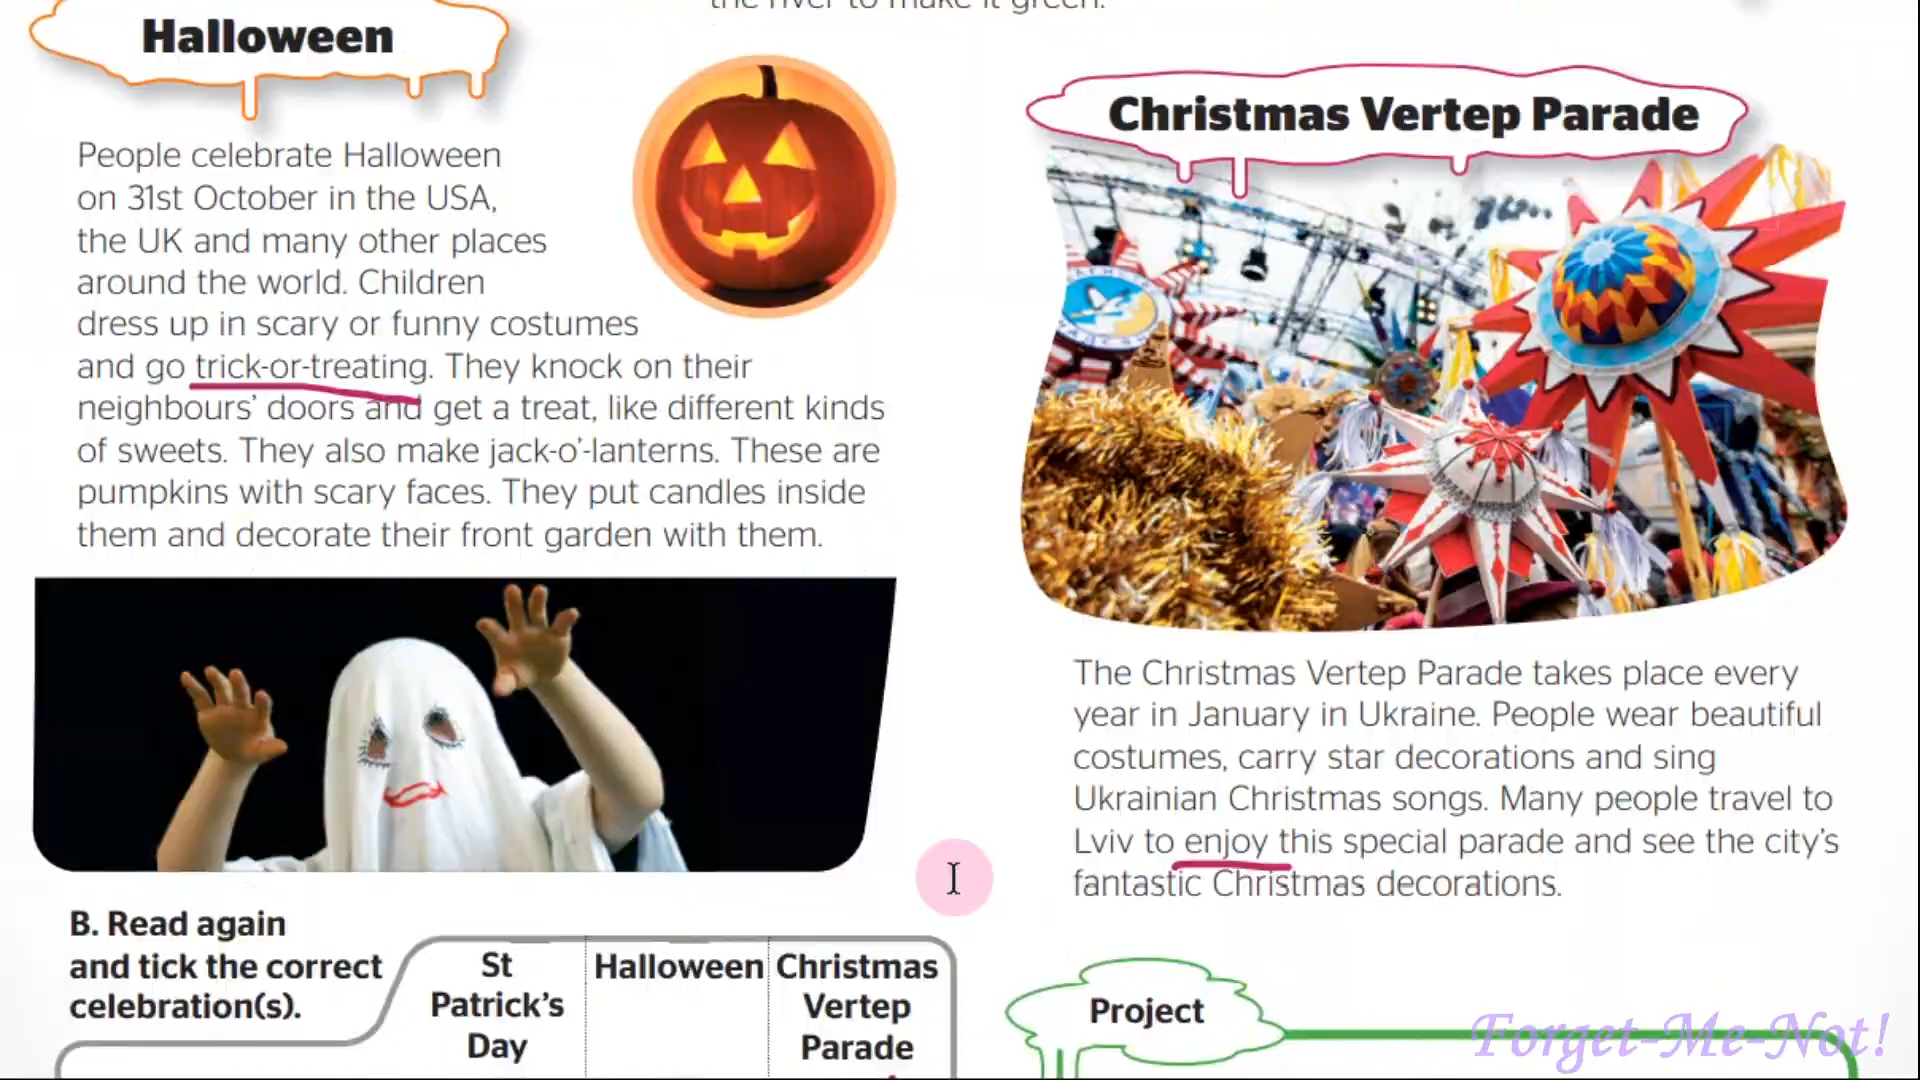 the river to make it green.
Halloween
People celebrate Halloween
on 31st October in the USA,
the UK and many other places
around the world. Children
dress up in scary or funny costumes
and go trick-or-treating. They knock on their
neighbours' doors and get a treat, like different kinds
of sweets. They also make jack-o'-lanterns. These are
pumpkins with scary faces. They put candles inside
them and decorate their front garden with them.
B. Read again
and tick the correct
celebration(s).
St
Patrick's
Day
Halloween
Christmas
Vertep
Parade
Christmas Vertep Parade
The Christmas Vertep Parade takes place every
year in January in Ukraine. People wear beautiful
costumes, carry star decorations and sing
Ukrainian Christmas songs. Many people travel to
Lviv to enjoy this special parade and see the city's
fantastic Christmas decorations.
Project
Forget-Me-Not!